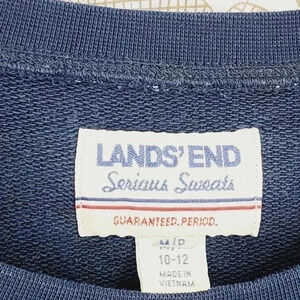 LANDS' END
Serious Sweats
GUARANTEED. PERIOD.
M/P
10-12
MADE IN
VIETNAM